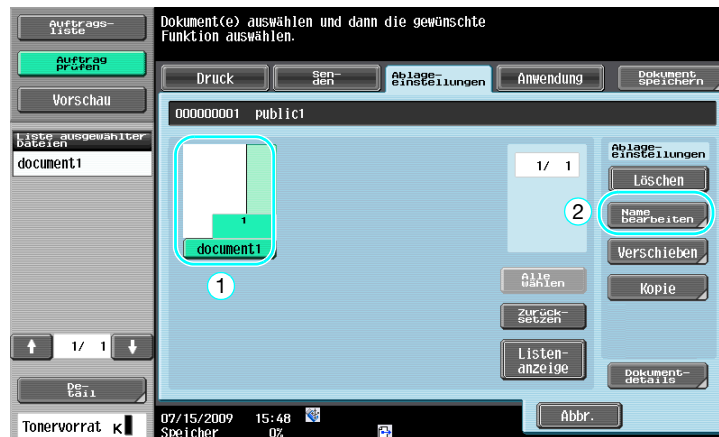 Auftrags-
liste
Auftrag
prüfen
Vorschau
Liste ausgewählter
Dateien
document1
1/ 1
De-
tail
Tonervorrat K
Dokument(e) auswählen und dann die gewünschte
Funktion auswählen.
Druck
Sen-
den
Ablage-
einstellungen
Anwendung
Dokument
speichern
000000001 public1
1
document1
1
1/ 1
Alle
wählen
Zurück-
setzen
Listen-
anzeige
Ablage-
einstellungen
Löschen
2
Name
bearbeiten
Verschieben
Kopie
Dokument-
details
07/15/2009 15:48
Speicher 0%
Abbr.